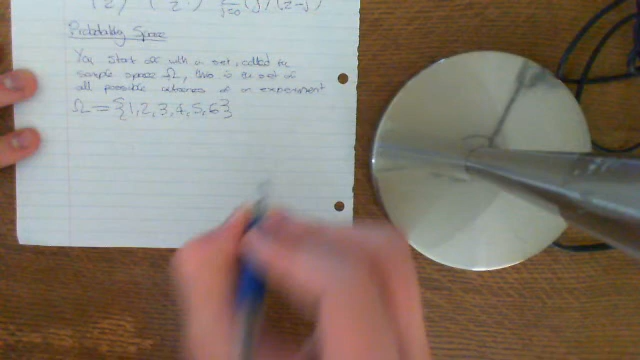 Probability Space
You start off with a set, called the
sample space Ω, this is the set of
all possible outcomes of an experiment
Ω = {1,2,3,4,5,6}